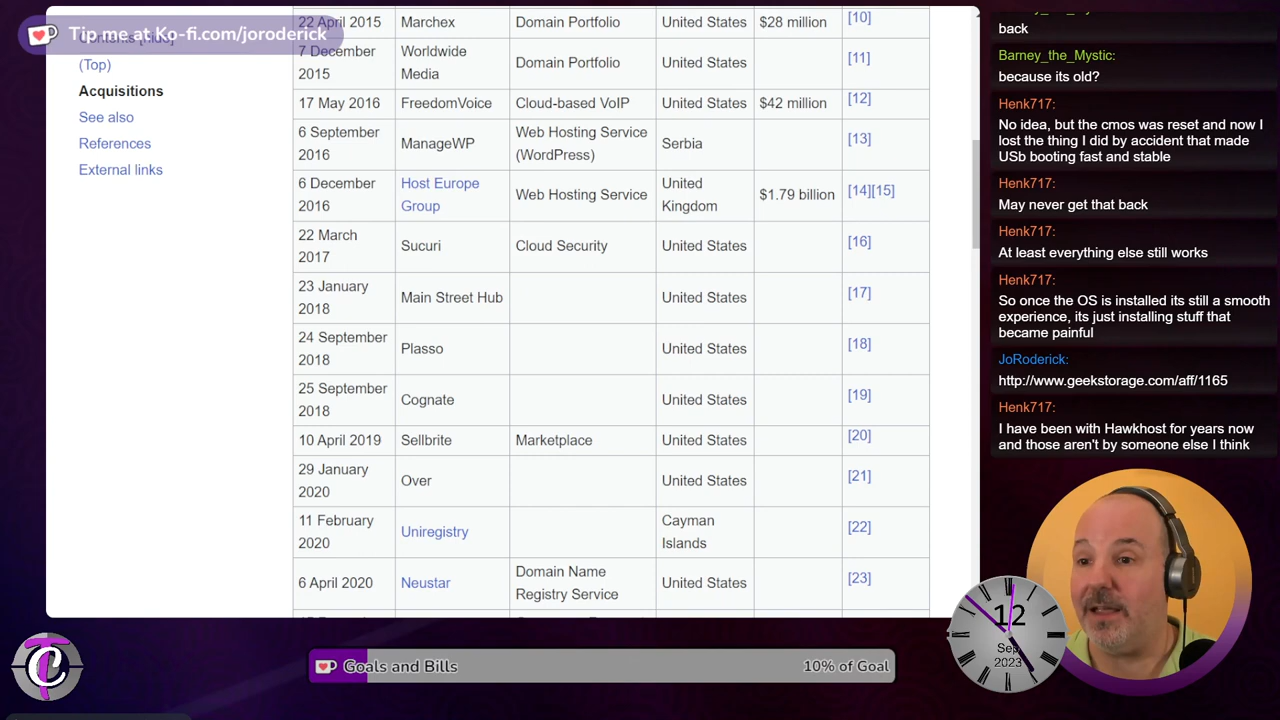 Tip me at Ko-fi.com/joroderick
Contents [hide]
(Top)
Acquisitions
See also
References
External links
22 April 2015 Marchex Domain Portfolio United States $28 million [10]
7 December 2015 Worldwide Media Domain Portfolio United States [11]
17 May 2016 FreedomVoice Cloud-based VoIP United States $42 million [12]
6 September 2016 ManageWP Web Hosting Service (WordPress) Serbia [13]
6 December 2016 Host Europe Group Web Hosting Service United Kingdom $1.79 billion [14][15]
22 March 2017 Sucuri Cloud Security United States [16]
23 January 2018 Main Street Hub United States [17]
24 September 2018 Plasso United States [18]
25 September 2018 Cognate United States [19]
10 April 2019 Sellbrite Marketplace United States [20]
29 January 2020 Over United States [21]
11 February 2020 Uniregistry Cayman Islands [22]
6 April 2020 Neustar Domain Name Registry Service United States [23]
back
Barney_the_Mystic:
because its old?
Henk717:
No idea, but the cmos was reset and now I
lost the thing I did by accident that made
USb booting fast and stable
Henk717:
May never get that back
Henk717:
At least everything else still works
Henk717:
So once the OS is installed its still a smooth
experience, its just installing stuff that
became painful
JoRoderick:
http://www.geekstorage.com/aff/1165
Henk717:
I have been with Hawkhost for years now
and those aren't by someone else I think
12
Sep
2023
TC
Goals and Bills
10% of Goal